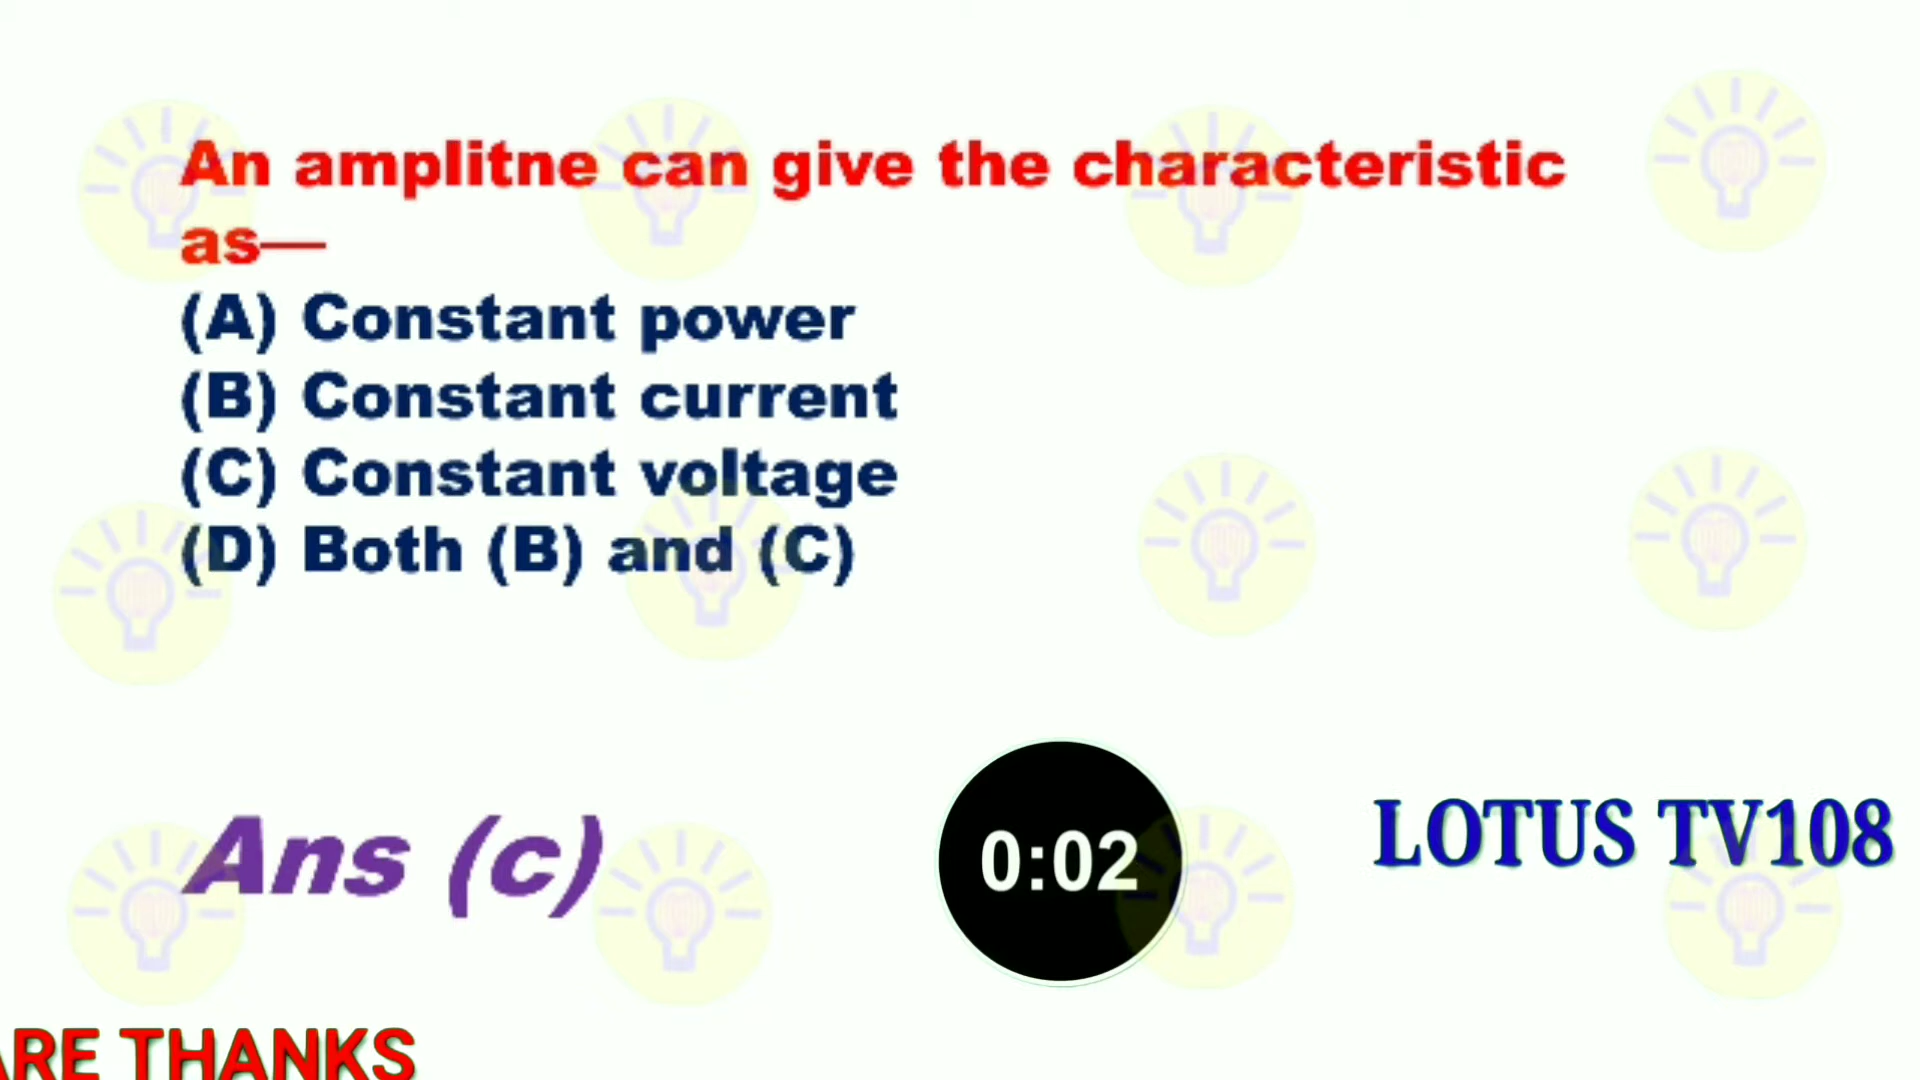 An amplitne can give the characteristic
as—
(A) Constant power
(B) Constant current
(C) Constant voltage
(D) Both (B) and (C)
Ans (c)
0:02
LOTUS TV108
ARE THANKS